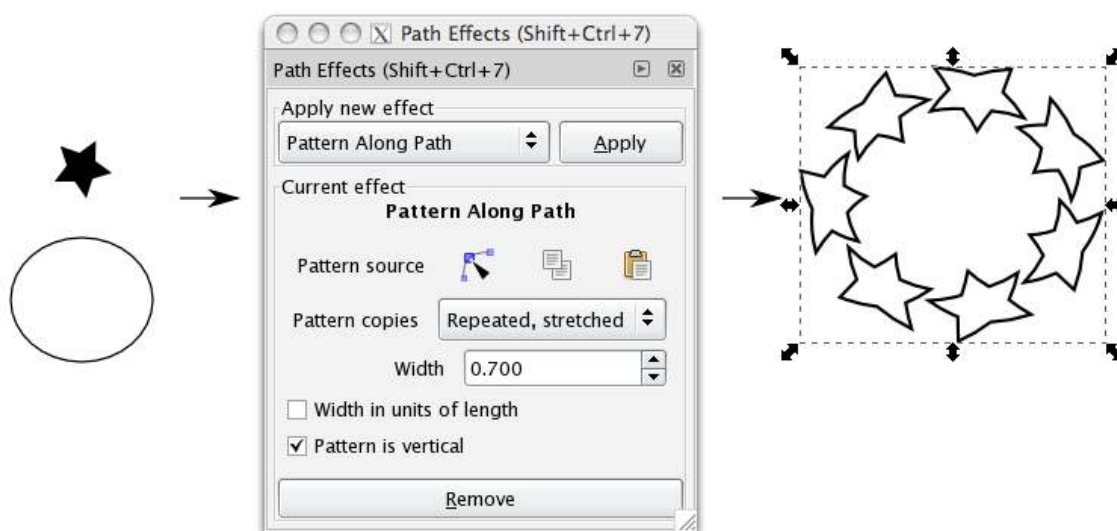 X Path Effects (Shift+Ctrl+7)
Path Effects (Shift+Ctrl+7)
Apply new effect
Pattern Along Path
Apply
Current effect
Pattern Along Path
Pattern source
Pattern copies Repeated, stretched
Width 0.700
Width in units of length
Pattern is vertical
Remove